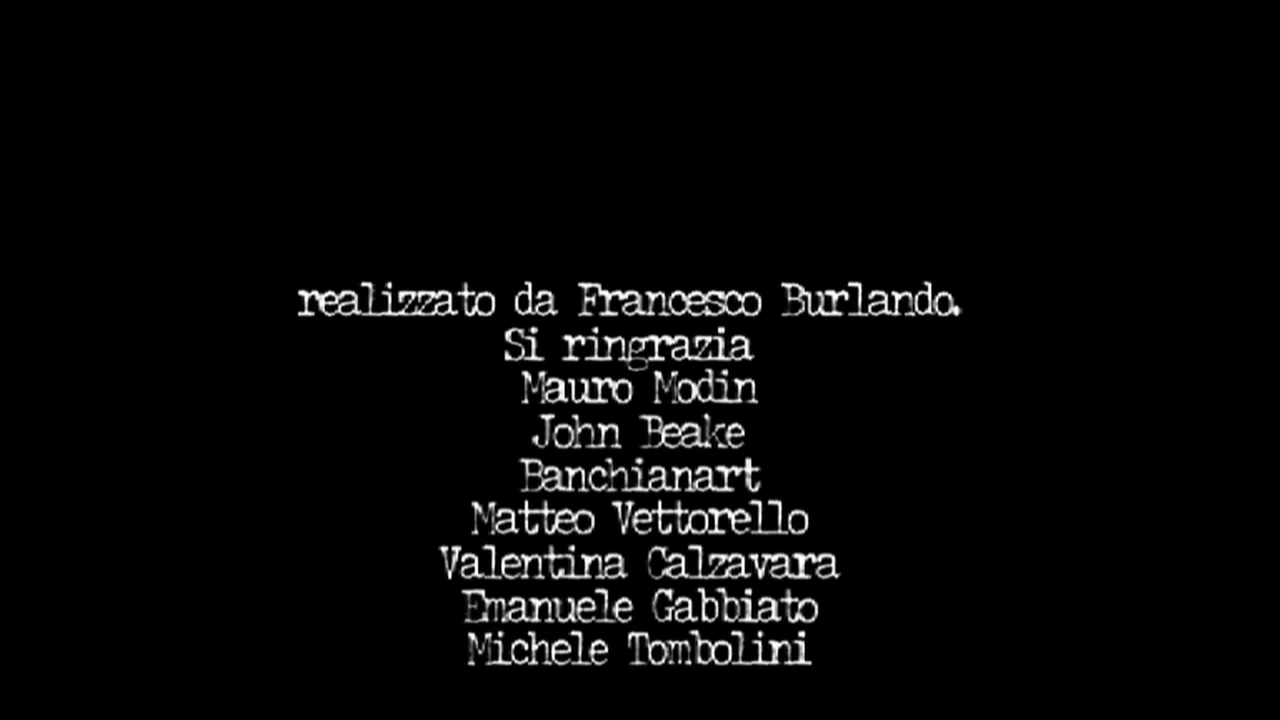 realizzato da Francesco Burlando.
Si ringrazia
Mauro Modin
John Beake
Banchianart
Matteo Vettorello
Valentina Calzavara
Emanuele Gabbiato
Michele Tombolini